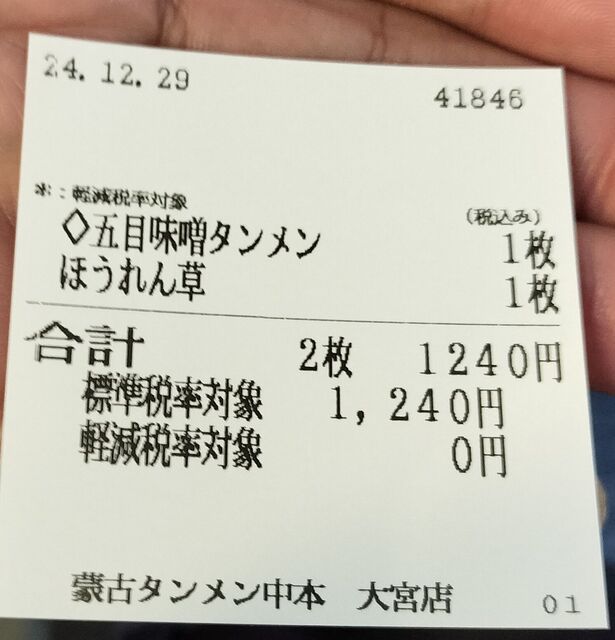 24.12.29
41846
*：軽減税率対象
(税込み)
◇五目味噌タンメン 1枚
ほうれん草 1枚
合計 2枚 1240円
標準税率対象 1,240円
軽減税率対象 0円
蒙古タンメン中本 大宮店 01